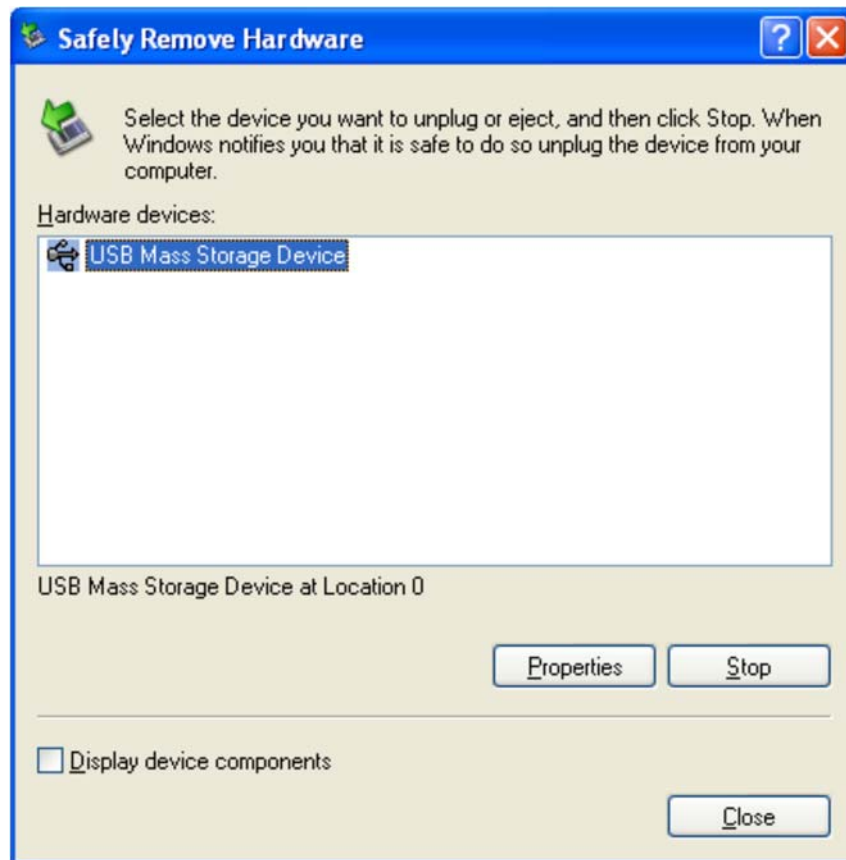 Safely Remove Hardware
Select the device you want to unplug or eject, and then click Stop. When
Windows notifies you that it is safe to do so unplug the device from your
computer.
Hardware devices:
USB Mass Storage Device
USB Mass Storage Device at Location 0
Properties
Stop
Display device components
Close